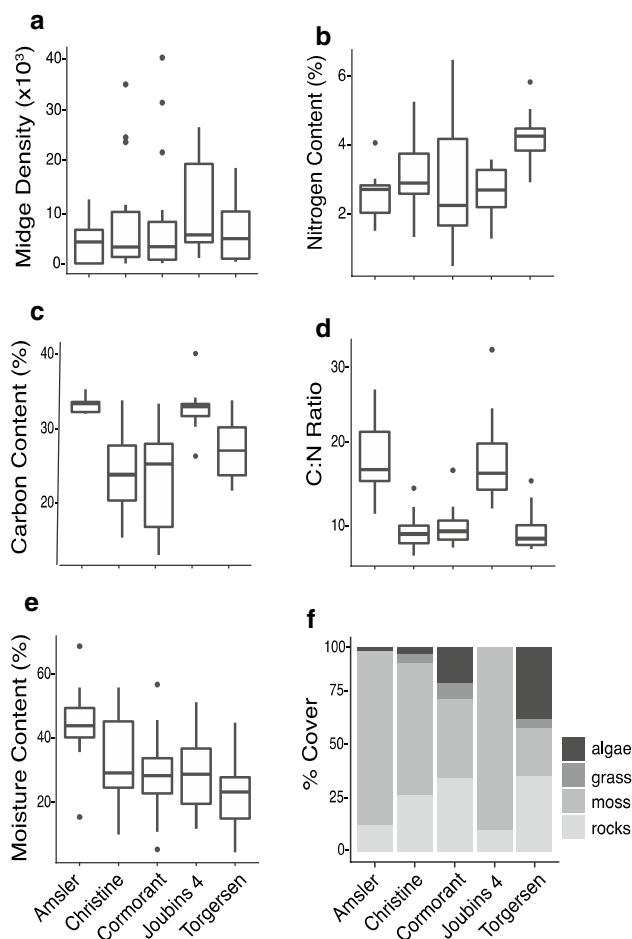 a
Midge Density (x10³)
40
30
20
10
0
b
Nitrogen Content (%)
6
4
2
c
Carbon Content (%)
40
30
20
d
C:N Ratio
30
20
10
e
Moisture Content (%)
60
40
20
Amsler
Christine
Cormorant
Joubins 4
Torgersen
f
% Cover
100
75
50
25
0
Amsler
Christine
Cormorant
Joubins 4
Torgersen
algae
grass
moss
rocks